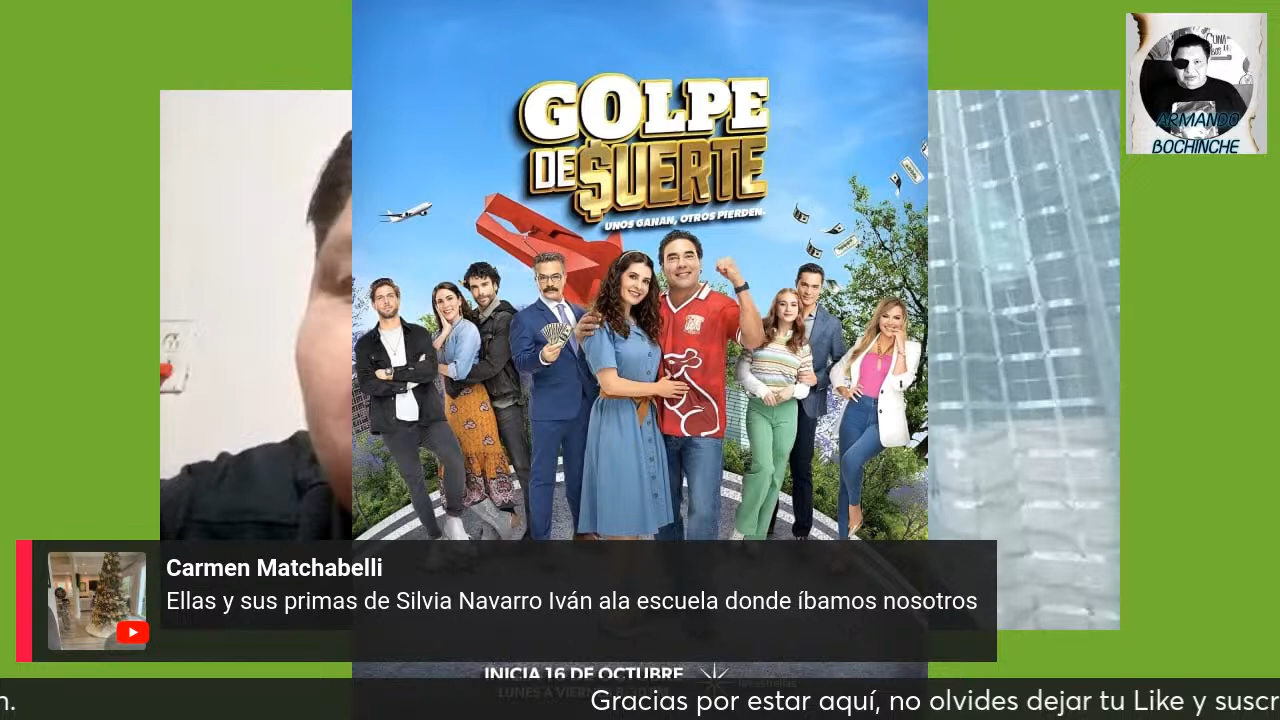 GOLPE
DE $UERTE
UNOS GANAN, OTROS PIERDEN.
ARMANDO
BOCHINCHE
Carmen Matchabelli
Ellas y sus primas de Silvia Navarro Iván ala escuela donde íbamos nosotros
INICIA 16 DE OCTUBRE
n.
Gracias por estar aquí, no olvides dejar tu Like y suscr